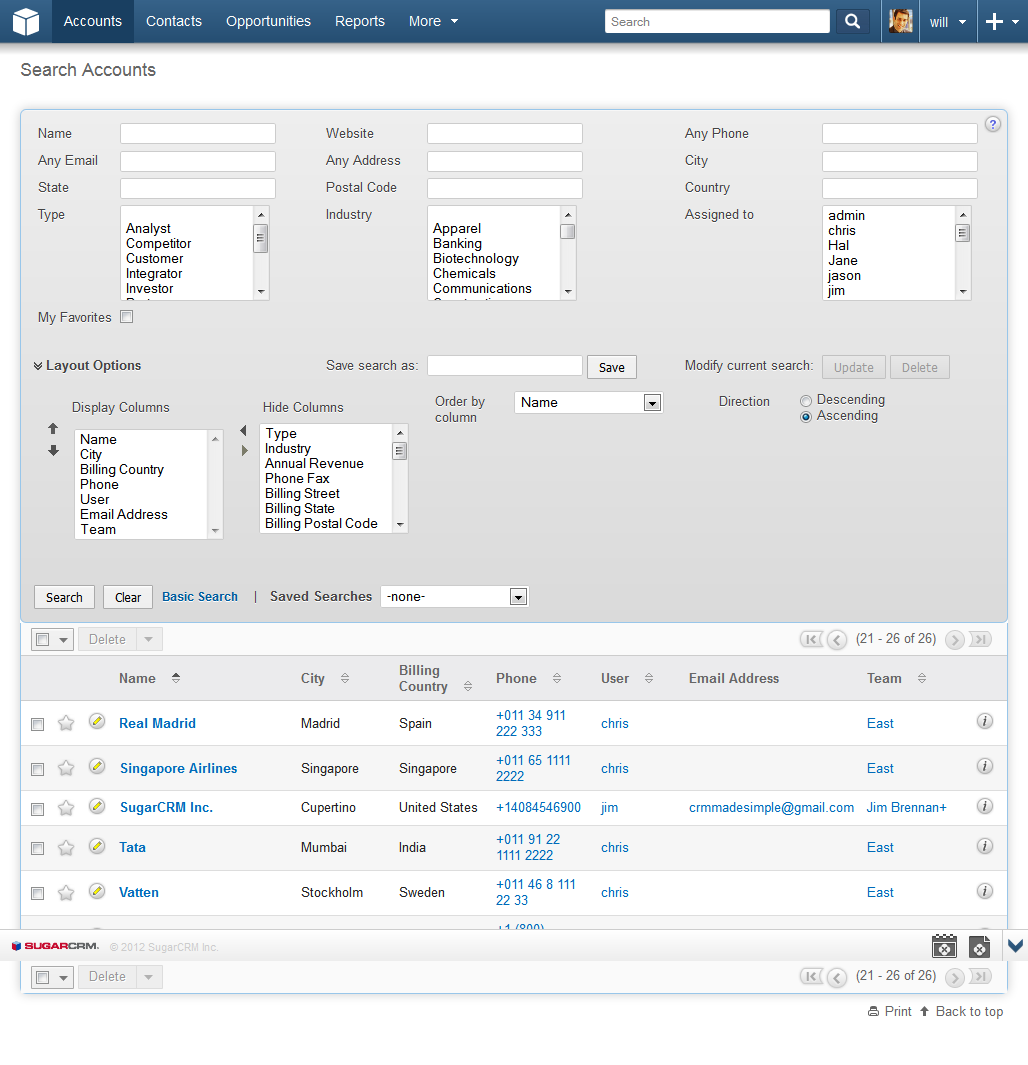 Accounts Contacts Opportunities Reports More Search will
Search Accounts
Name Website Any Phone ?
Any Email Any Address City
State Postal Code Country
Type Industry Assigned to
Analyst
Competitor
Customer
Integrator
Investor
Apparel
Banking
Biotechnology
Chemicals
Communications
admin
chris
Hal
Jane
jason
jim
My Favorites
Layout Options Save search as: Save Modify current search: Update Delete
Display Columns Hide Columns Order by column Name Direction Descending
Ascending
Name
City
Billing Country
Phone
User
Email Address
Team
Type
Industry
Annual Revenue
Phone Fax
Billing Street
Billing State
Billing Postal Code
Search Clear Basic Search | Saved Searches -none-
Delete (21 - 26 of 26)
Name City Billing Country Phone User Email Address Team
Real Madrid Madrid Spain +011 34 911 222 333 chris East i
Singapore Airlines Singapore Singapore +011 65 1111 2222 chris East i
SugarCRM Inc. Cupertino United States +14084546900 jim crmmadesimple@gmail.com Jim Brennan+ i
Tata Mumbai India +011 91 22 1111 2222 chris East i
Vatten Stockholm Sweden +011 46 8 111 22 33 chris East i
+1 (800)
SUGARCRM. © 2012 SugarCRM Inc.
Delete (21 - 26 of 26)
Print Back to top